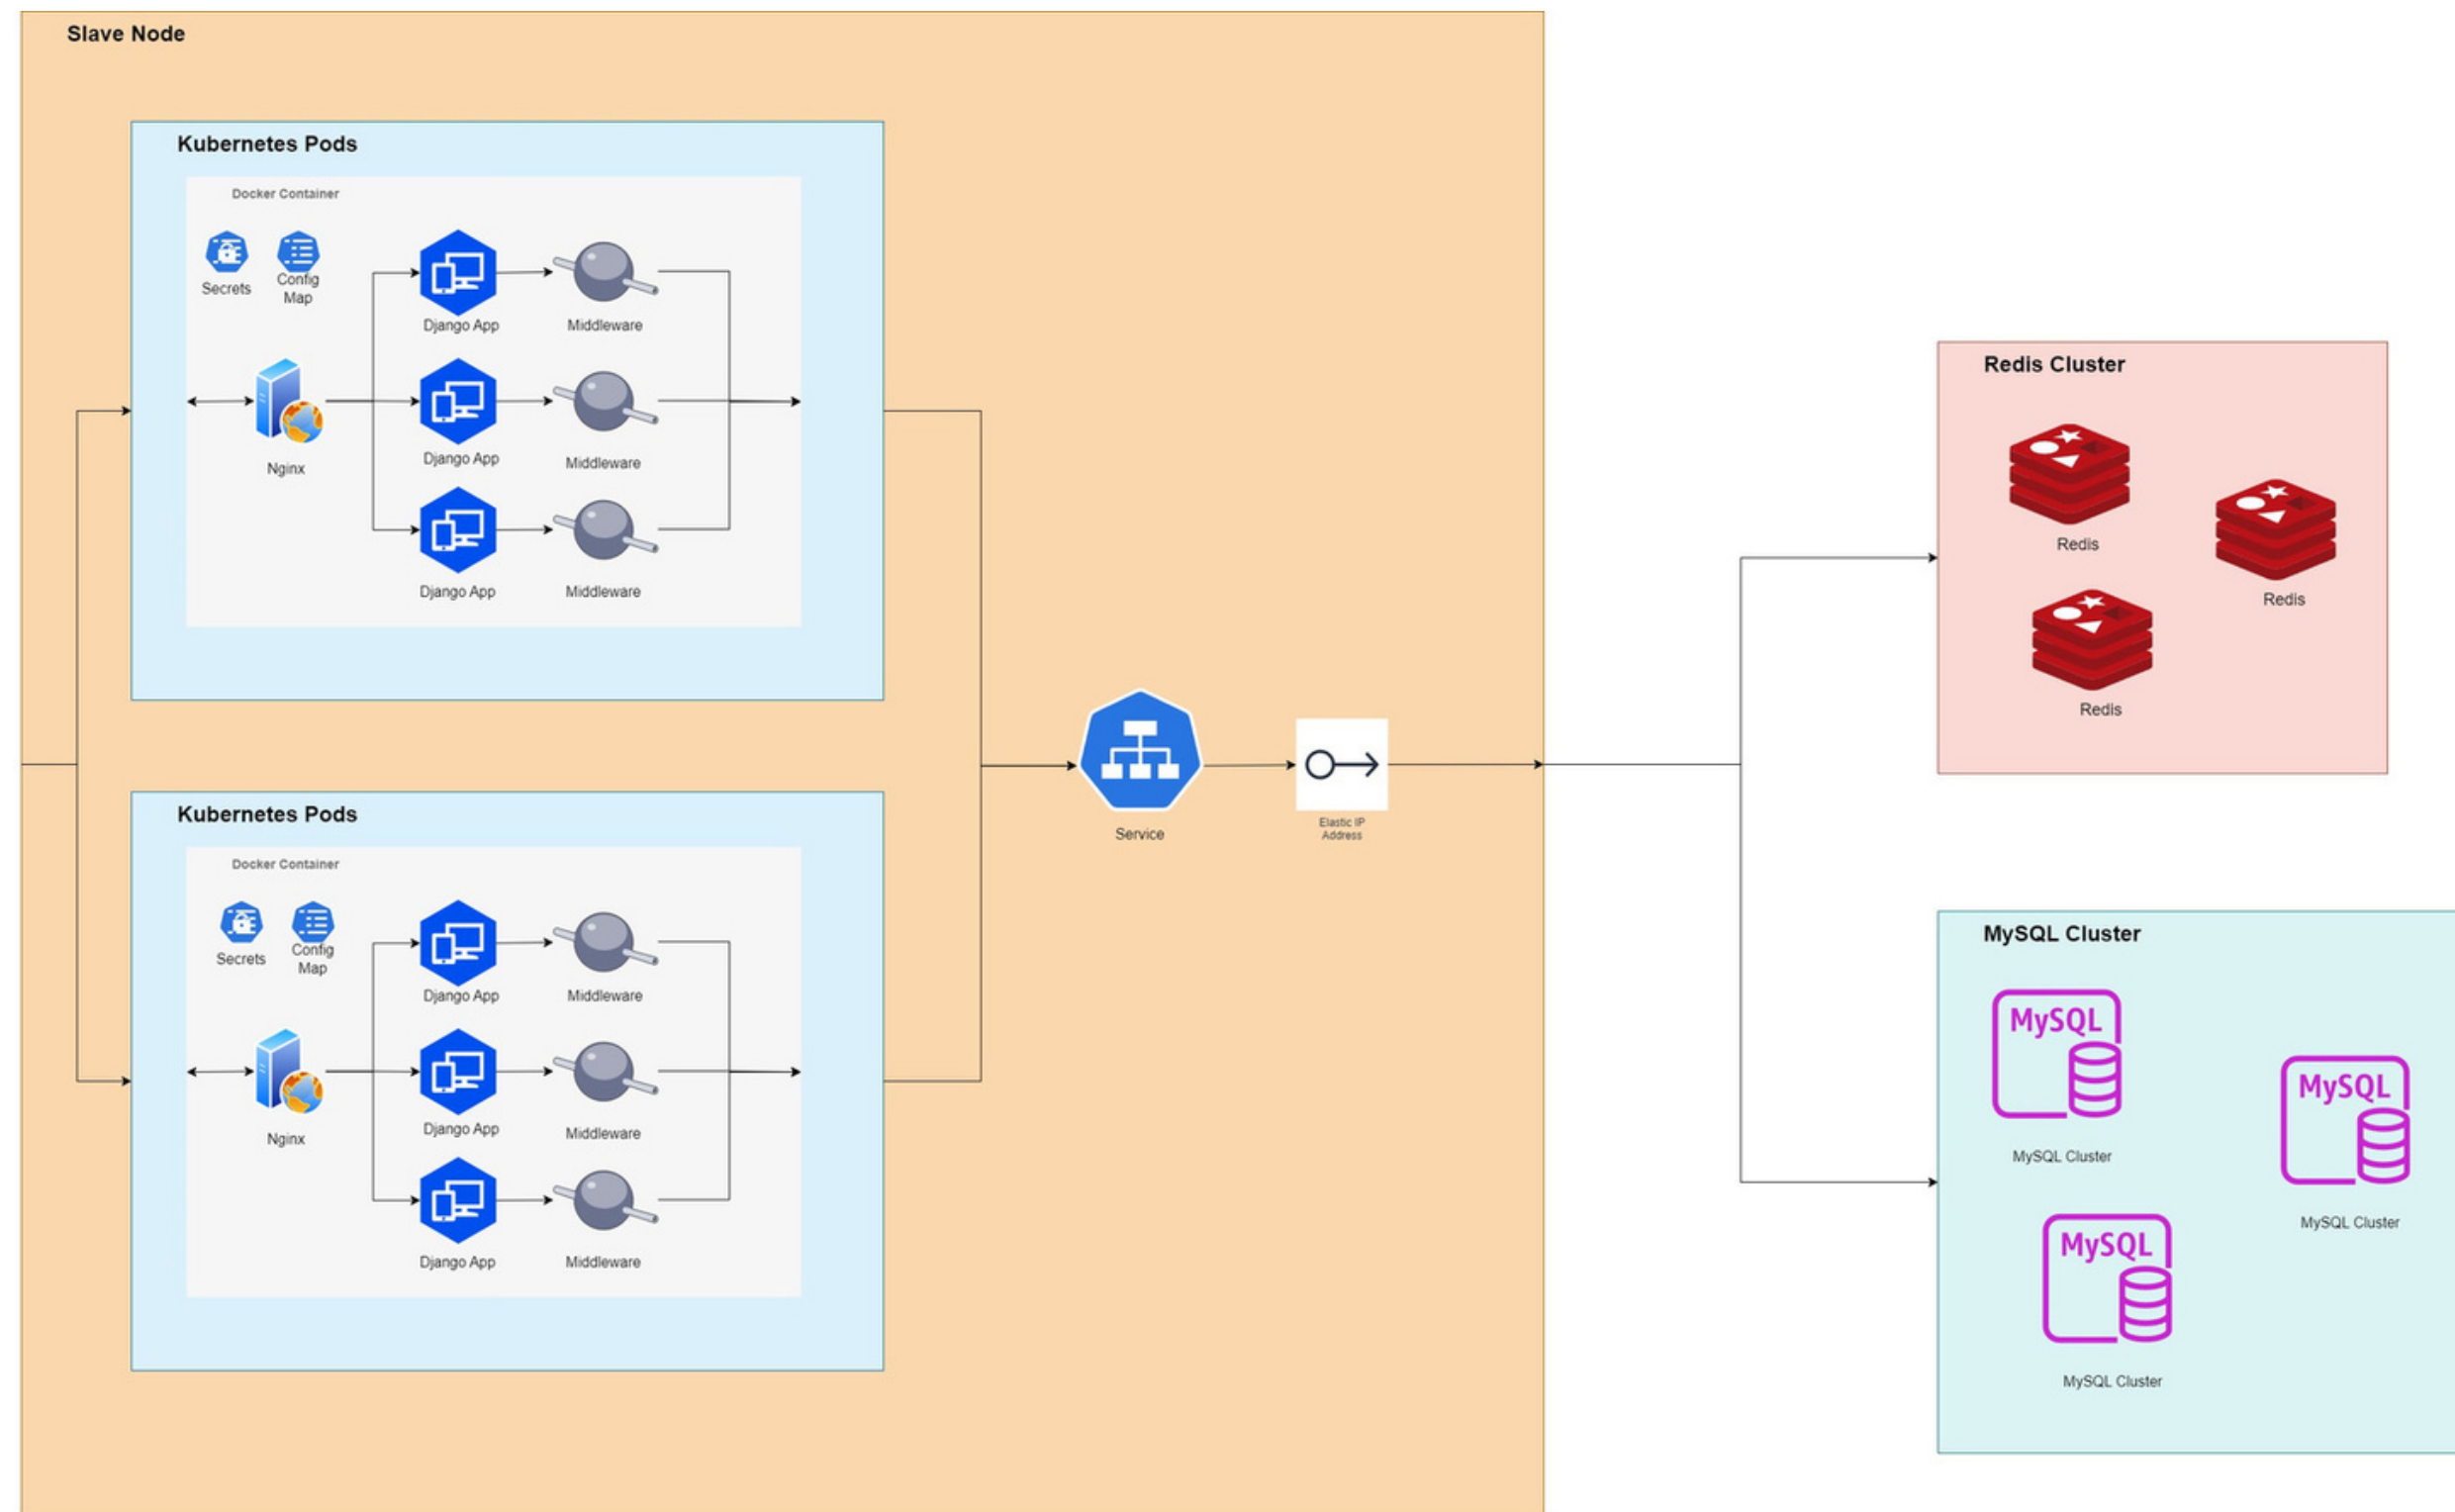 Slave Node
Kubernetes Pods
Docker Container
Secrets
Config
Map
Django App
Middleware
Nginx
Django App
Middleware
Django App
Middleware
Kubernetes Pods
Docker Container
Secrets
Config
Map
Django App
Middleware
Nginx
Django App
Middleware
Django App
Middleware
Service
Elastic IP
Address
Redis Cluster
Redis
Redis
Redis
MySQL Cluster
MySQL
MySQL Cluster
MySQL
MySQL Cluster
MySQL
MySQL Cluster